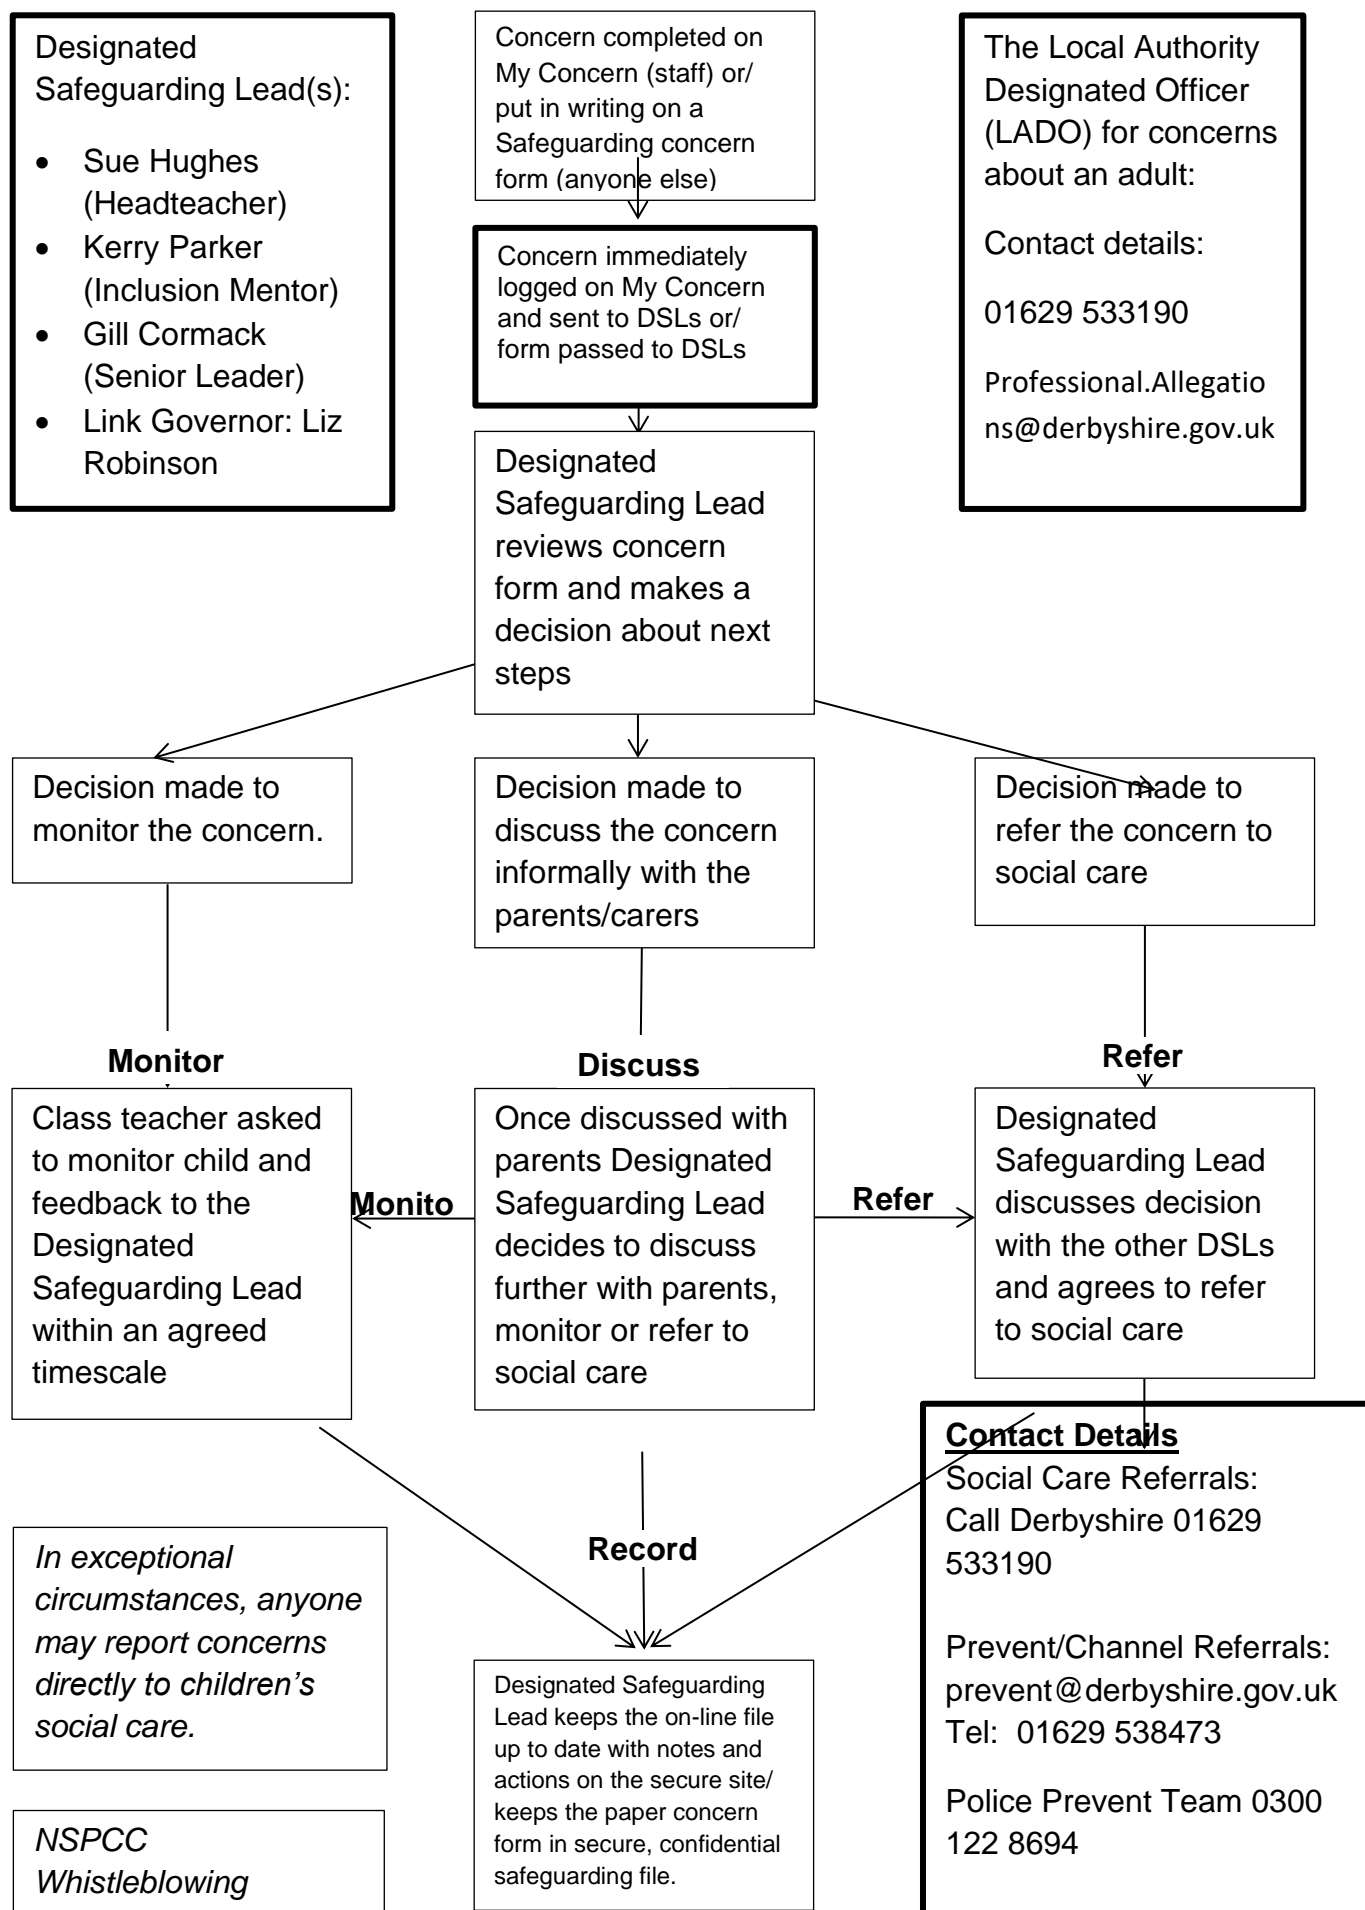 Designated
Safeguarding Lead(s):
• Sue Hughes
(Headteacher)
• Kerry Parker
(Inclusion Mentor)
• Gill Cormack
(Senior Leader)
• Link Governor: Liz
Robinson
Concern completed on
My Concern (staff) or/
put in writing on a
Safeguarding concern
form (anyone else)
The Local Authority
Designated Officer
(LADO) for concerns
about an adult:
Contact details:
01629 533190
Professional.Allegatio
ns@derbyshire.gov.uk
Concern immediately
logged on My Concern
and sent to DSLs or/
form passed to DSLs
Designated
Safeguarding Lead
reviews concern
form and makes a
decision about next
steps
Decision made to
monitor the concern.
Decision made to
discuss the concern
informally with the
parents/carers
Decision made to
refer the concern to
social care
Monitor
Discuss
Refer
Class teacher asked
to monitor child and
feedback to the
Designated
Safeguarding Lead
within an agreed
timescale
Monito
Once discussed with
parents Designated
Safeguarding Lead
decides to discuss
further with parents,
monitor or refer to
social care
Refer
Designated
Safeguarding Lead
discusses decision
with the other DSLs
and agrees to refer
to social care
In exceptional
circumstances, anyone
may report concerns
directly to children’s
social care.
Record
Contact Details
Social Care Referrals:
Call Derbyshire 01629
533190
Prevent/Channel Referrals:
prevent@derbyshire.gov.uk
Tel: 01629 538473
Police Prevent Team 0300
122 8694
Designated Safeguarding
Lead keeps the on-line file
up to date with notes and
actions on the secure site/
keeps the paper concern
form in secure, confidential
safeguarding file.
NSPCC
Whistleblowing